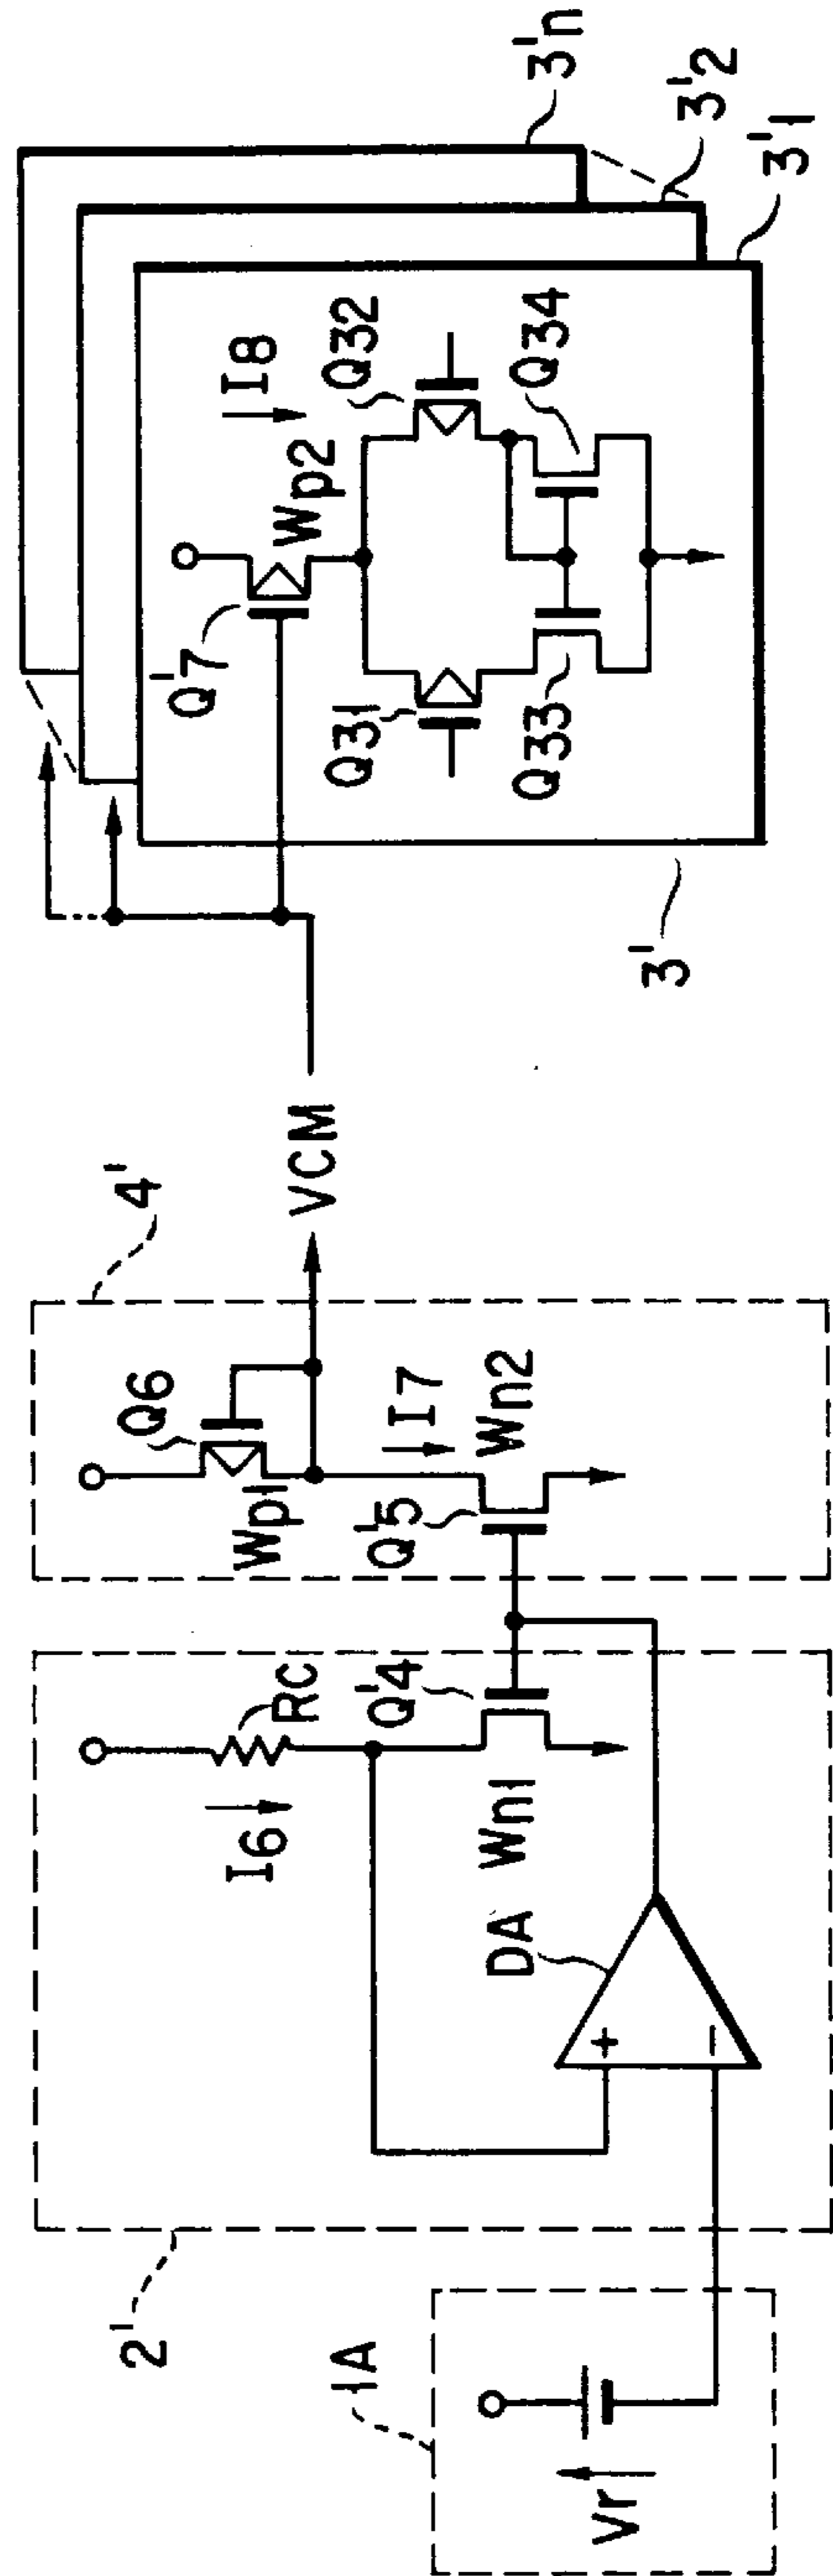 1A
Vr
2'
I6
RC
Q'4
Wn1
DA
+
−
4'
Q6
Wp1
I7
Q'5
Wn2
VCM
3'
Q'7
Wp2
I8
Q31
Q32
Q33
Q34
3'1
3'2
3'n